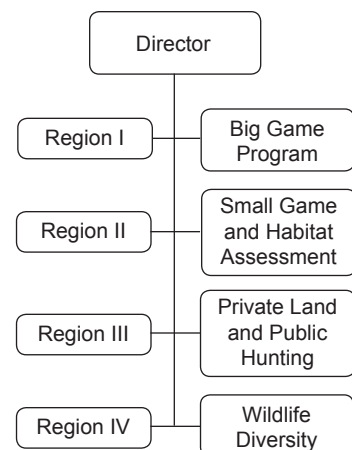 Director
Region I
Big Game
Program
Region II
Small Game
and Habitat
Assessment
Region III
Private Land
and Public
Hunting
Region IV
Wildlife
Diversity